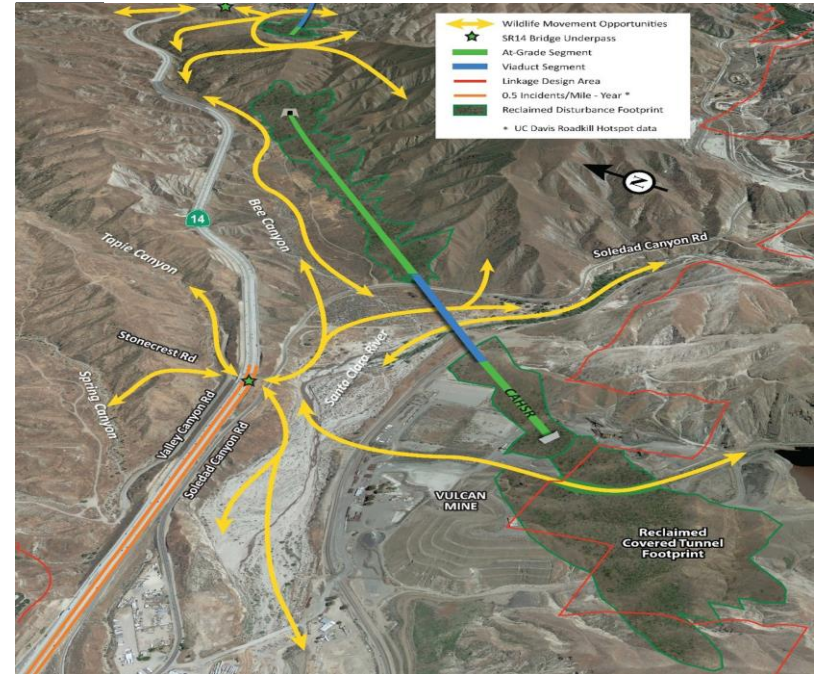 Wildlife Movement Opportunities
SR14 Bridge Underpass
At-Grade Segment
Viaduct Segment
Linkage Design Area
0.5 Incidents/Mile - Year *
Reclaimed Disturbance Footprint
* UC Davis Roadkill Hotspot data
N
14
Bee Canyon
Tapie Canyon
Soledad Canyon Rd
Stonecrest Rd
Spring Canyon
Valley Canyon Rd
Soledad Canyon Rd
Santa Clara River
CAHSR
VULCAN
MINE
Reclaimed
Covered Tunnel
Footprint